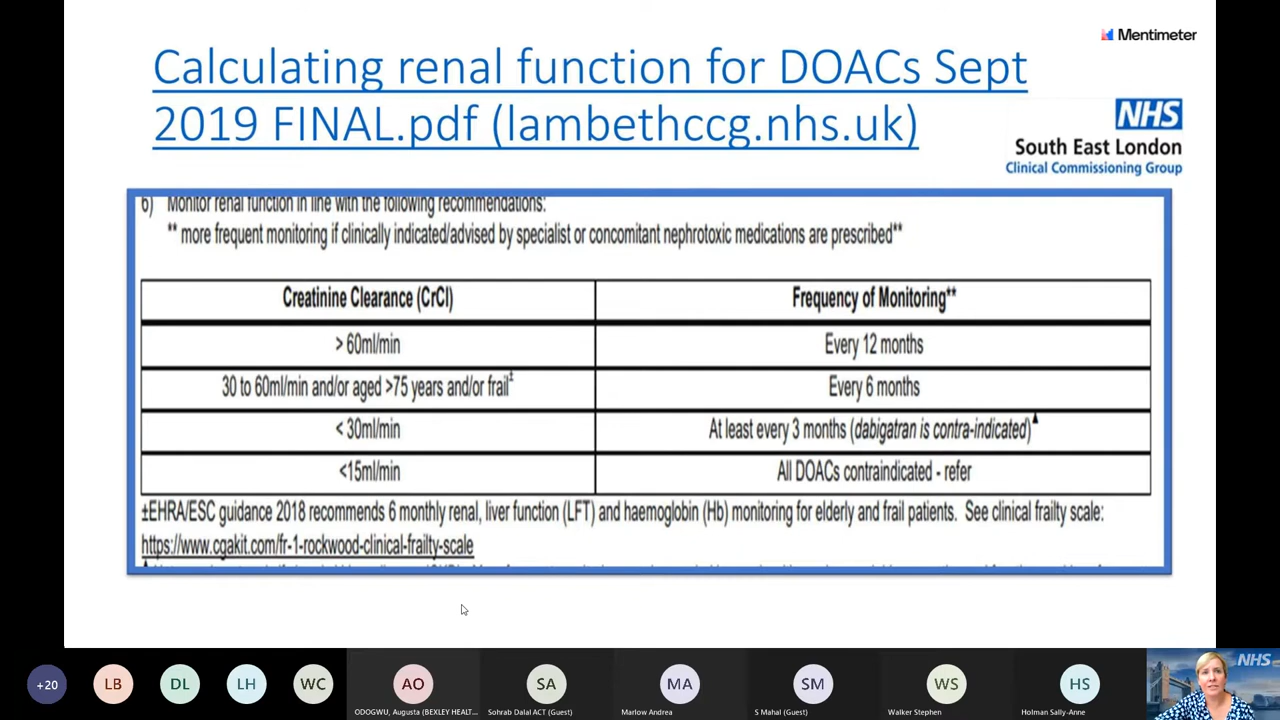 Mentimeter
Calculating renal function for DOACs Sept
2019 FINAL.pdf (lambethccg.nhs.uk)
NHS
South East London
Clinical Commissioning Group
6) Monitor renal function in line with the following recommendations:
** more frequent monitoring if clinically indicated/advised by specialist or concomitant nephrotoxic medications are prescribed**
Creatinine Clearance (CrCl) Frequency of Monitoring**
> 60ml/min Every 12 months
30 to 60ml/min and/or aged >75 years and/or frail‡ Every 6 months
< 30ml/min At least every 3 months (dabigatran is contra-indicated)▲
<15ml/min All DOACs contraindicated - refer
±EHRA/ESC guidance 2018 recommends 6 monthly renal, liver function (LFT) and haemoglobin (Hb) monitoring for elderly and frail patients. See clinical frailty scale:
https://www.cgakit.com/fr-1-rockwood-clinical-frailty-scale
+20 LB DL LH WC AO SA MA SM WS HS NHS
ODOGWU, Augusta (BEXLEY HEALT... Sohrab Dalal ACT (Guest) Marlow Andrea S Mahal (Guest) Walker Stephen Holman Sally-Anne